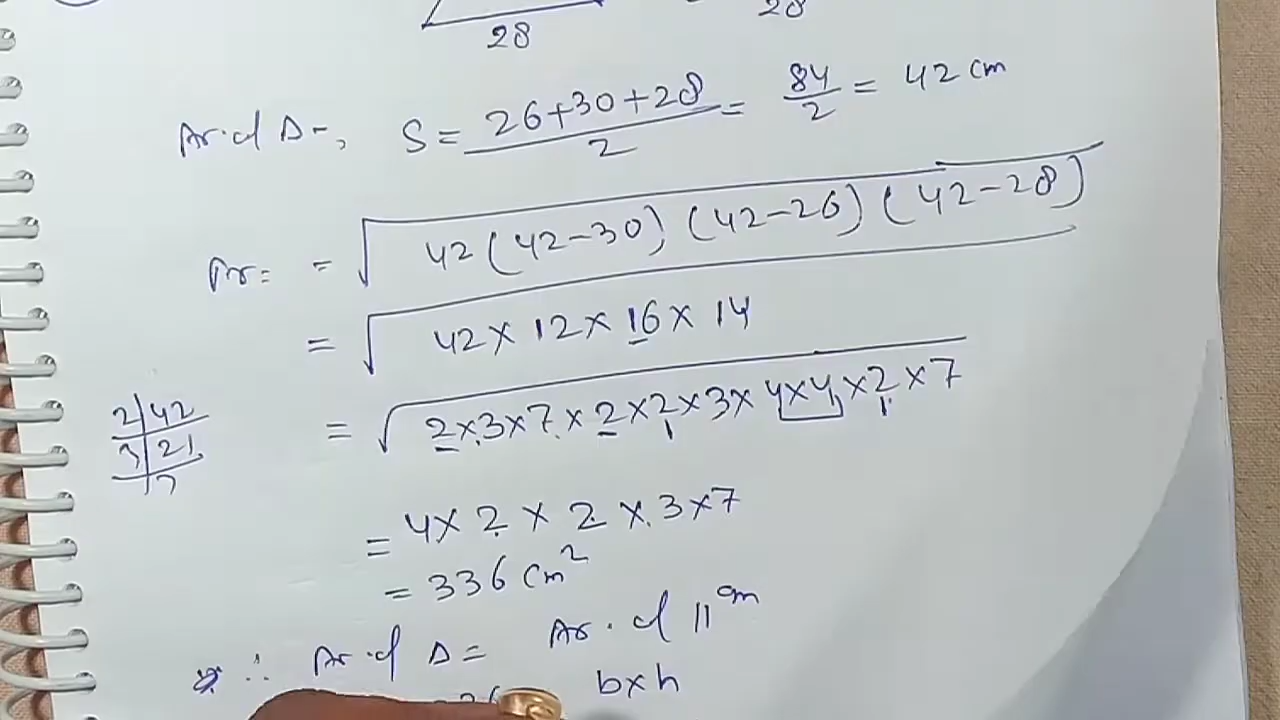 28
28
Ar. of Δ-, S = 26+30+28/2 = 84/2 = 42 cm
Ar = = √42(42-30)(42-26)(42-28)
= √42×12×16×14
= √2×3×7×2×2×3×4×4×2×7
2|42
3|21
7
= 4×2×2×3×7
= 336 cm²
∴ Ar. of Δ = Ar. of ||gm
b×h